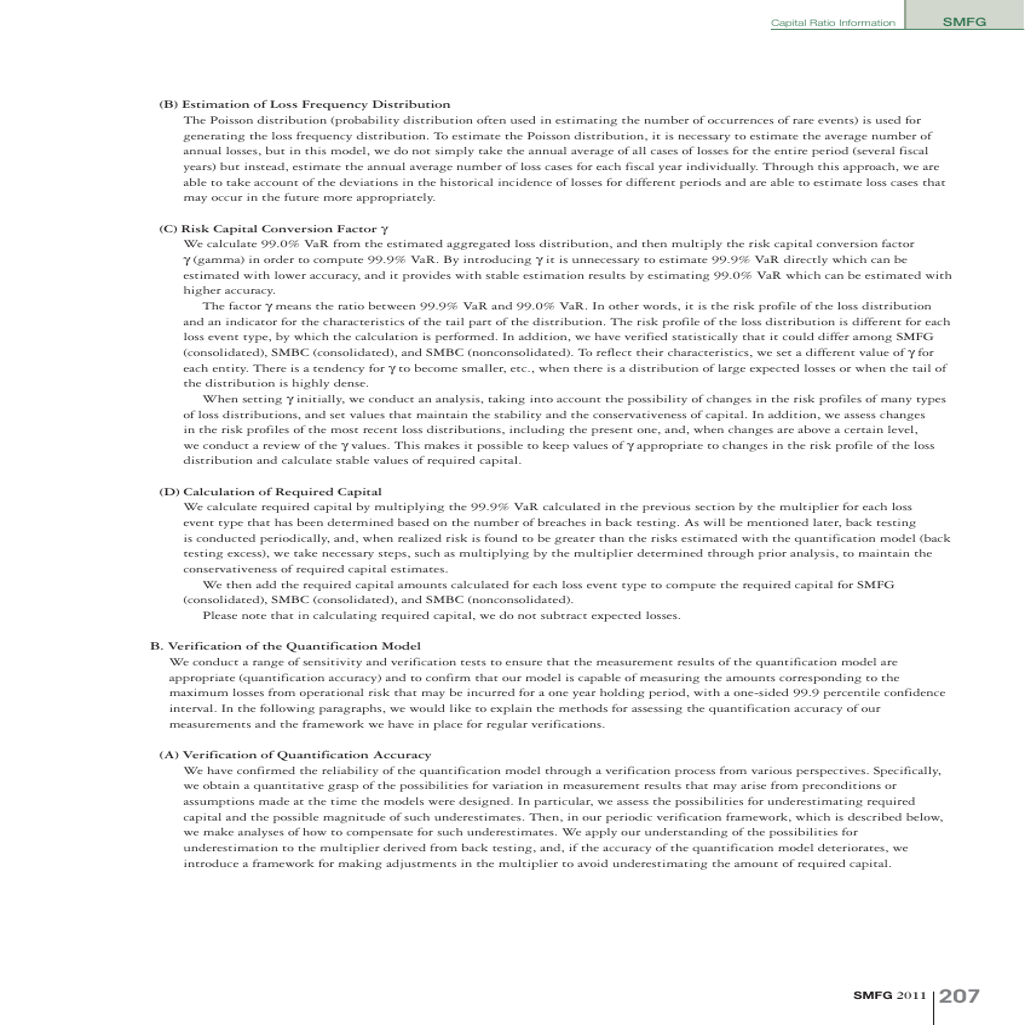 Capital Ratio Information
SMFG
(B) Estimation of Loss Frequency Distribution
The Poisson distribution (probability distribution often used in estimating the number of occurrences of rare events) is used for
generating the loss frequency distribution. To estimate the Poisson distribution, it is necessary to estimate the average number of
annual losses, but in this model, we do not simply take the annual average of all cases of losses for the entire period (several fiscal
years) but instead, estimate the annual average number of loss cases for each fiscal year individually. Through this approach, we are
able to take account of the deviations in the historical incidence of losses for different periods and are able to estimate loss cases that
may occur in the future more appropriately.
(C) Risk Capital Conversion Factor γ
We calculate 99.0% VaR from the estimated aggregated loss distribution, and then multiply the risk capital conversion factor
γ (gamma) in order to compute 99.9% VaR. By introducing γ it is unnecessary to estimate 99.9% VaR directly which can be
estimated with lower accuracy, and it provides with stable estimation results by estimating 99.0% VaR which can be estimated with
higher accuracy.
The factor γ means the ratio between 99.9% VaR and 99.0% VaR. In other words, it is the risk profile of the loss distribution
and an indicator for the characteristics of the tail part of the distribution. The risk profile of the loss distribution is different for each
loss event type, by which the calculation is performed. In addition, we have verified statistically that it could differ among SMFG
(consolidated), SMBC (consolidated), and SMBC (nonconsolidated). To reflect their characteristics, we set a different value of γ for
each entity. There is a tendency for γ to become smaller, etc., when there is a distribution of large expected losses or when the tail of
the distribution is highly dense.
When setting γ initially, we conduct an analysis, taking into account the possibility of changes in the risk profiles of many types
of loss distributions, and set values that maintain the stability and the conservativeness of capital. In addition, we assess changes
in the risk profiles of the most recent loss distributions, including the present one, and, when changes are above a certain level,
we conduct a review of the γ values. This makes it possible to keep values of γ appropriate to changes in the risk profile of the loss
distribution and calculate stable values of required capital.
(D) Calculation of Required Capital
We calculate required capital by multiplying the 99.9% VaR calculated in the previous section by the multiplier for each loss
event type that has been determined based on the number of breaches in back testing. As will be mentioned later, back testing
is conducted periodically, and, when realized risk is found to be greater than the risks estimated with the quantification model (back
testing excess), we take necessary steps, such as multiplying by the multiplier determined through prior analysis, to maintain the
conservativeness of required capital estimates.
We then add the required capital amounts calculated for each loss event type to compute the required capital for SMFG
(consolidated), SMBC (consolidated), and SMBC (nonconsolidated).
Please note that in calculating required capital, we do not subtract expected losses.
B. Verification of the Quantification Model
We conduct a range of sensitivity and verification tests to ensure that the measurement results of the quantification model are
appropriate (quantification accuracy) and to confirm that our model is capable of measuring the amounts corresponding to the
maximum losses from operational risk that may be incurred for a one year holding period, with a one-sided 99.9 percentile confidence
interval. In the following paragraphs, we would like to explain the methods for assessing the quantification accuracy of our
measurements and the framework we have in place for regular verifications.
(A) Verification of Quantification Accuracy
We have confirmed the reliability of the quantification model through a verification process from various perspectives. Specifically,
we obtain a quantitative grasp of the possibilities for variation in measurement results that may arise from preconditions or
assumptions made at the time the models were designed. In particular, we assess the possibilities for underestimating required
capital and the possible magnitude of such underestimates. Then, in our periodic verification framework, which is described below,
we make analyses of how to compensate for such underestimates. We apply our understanding of the possibilities for
underestimation to the multiplier derived from back testing, and, if the accuracy of the quantification model deteriorates, we
introduce a framework for making adjustments in the multiplier to avoid underestimating the amount of required capital.
SMFG 2011 207